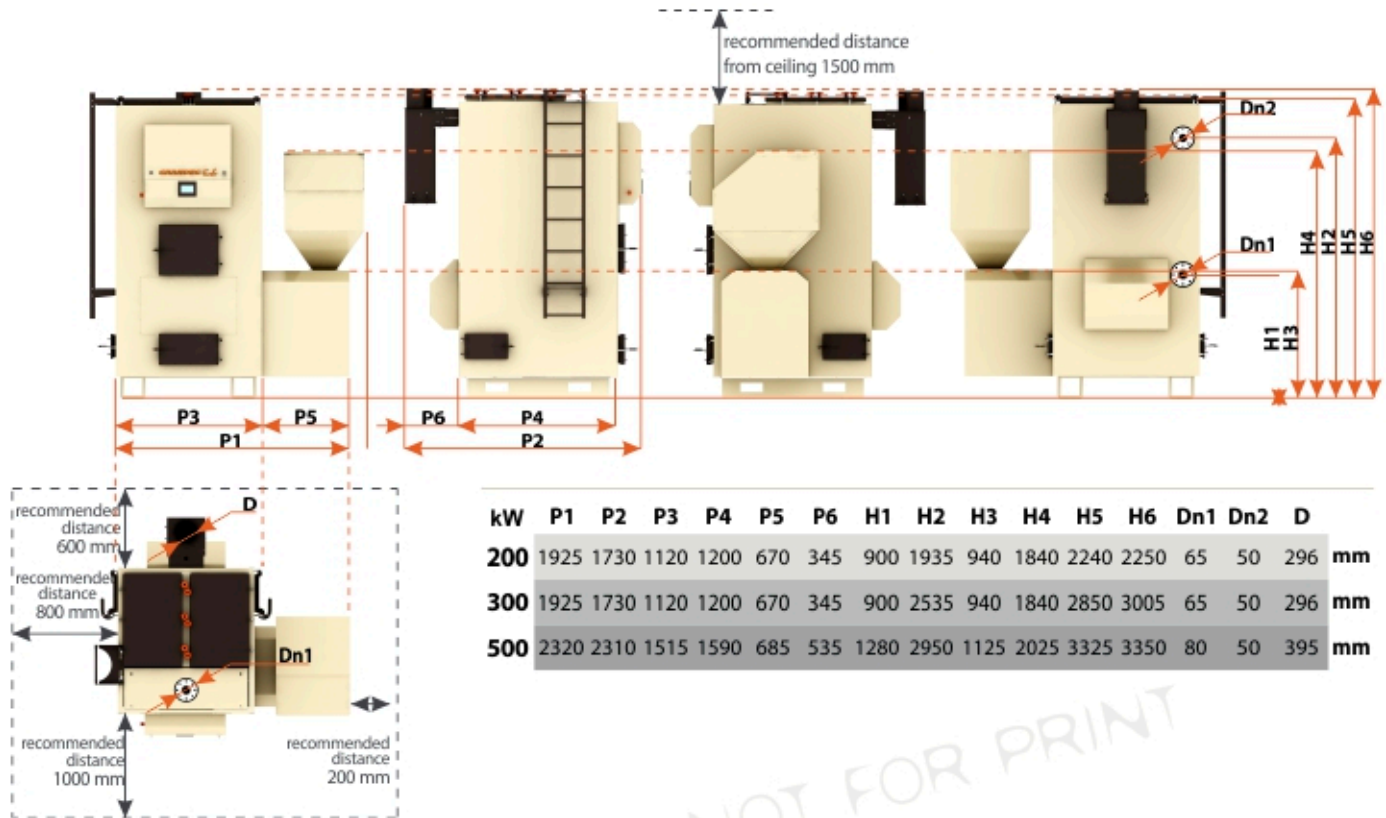 recommended distance
from ceiling 1500 mm
Dn2
Dn1
H4
H2
H5
H6
H1
H3
P3
P5
P1
P6
P4
P2
recommended
distance
600 mm
D
recommended
distance
800 mm
Dn1
recommended
distance
1000 mm
recommended
distance
200 mm
kW P1 P2 P3 P4 P5 P6 H1 H2 H3 H4 H5 H6 Dn1 Dn2 D
200 1925 1730 1120 1200 670 345 900 1935 940 1840 2240 2250 65 50 296 mm
300 1925 1730 1120 1200 670 345 900 2535 940 1840 2850 3005 65 50 296 mm
500 2320 2310 1515 1590 685 535 1280 2950 1125 2025 3325 3350 80 50 395 mm
NOT FOR PRINT